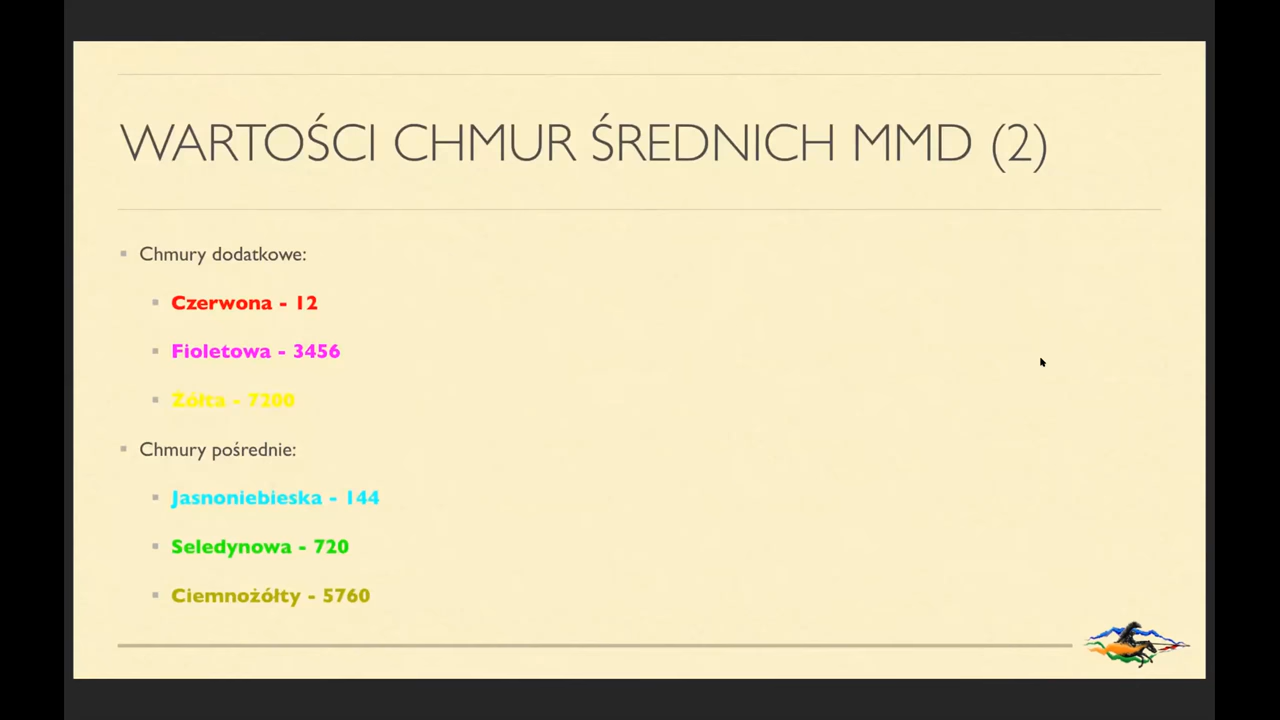 WARTOŚCI CHMUR ŚREDNICH MMD (2)
Chmury dodatkowe:
Czerwona - 12
Fioletowa - 3456
Żółta - 7200
Chmury pośrednie:
Jasnoniebieska - 144
Seledynowa - 720
Ciemnożółty - 5760